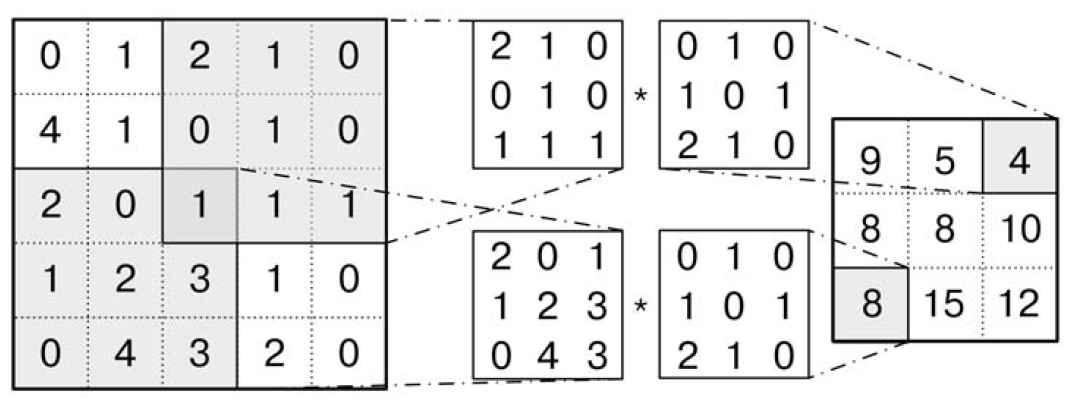 0 1 2 1 0
4 1 0 1 0
2 0 1 1 1
1 2 3 1 0
0 4 3 2 0
2 1 0
0 1 0
1 1 1
*
0 1 0
1 0 1
2 1 0
2 0 1
1 2 3
0 4 3
*
0 1 0
1 0 1
2 1 0
9 5 4
8 8 10
8 15 12